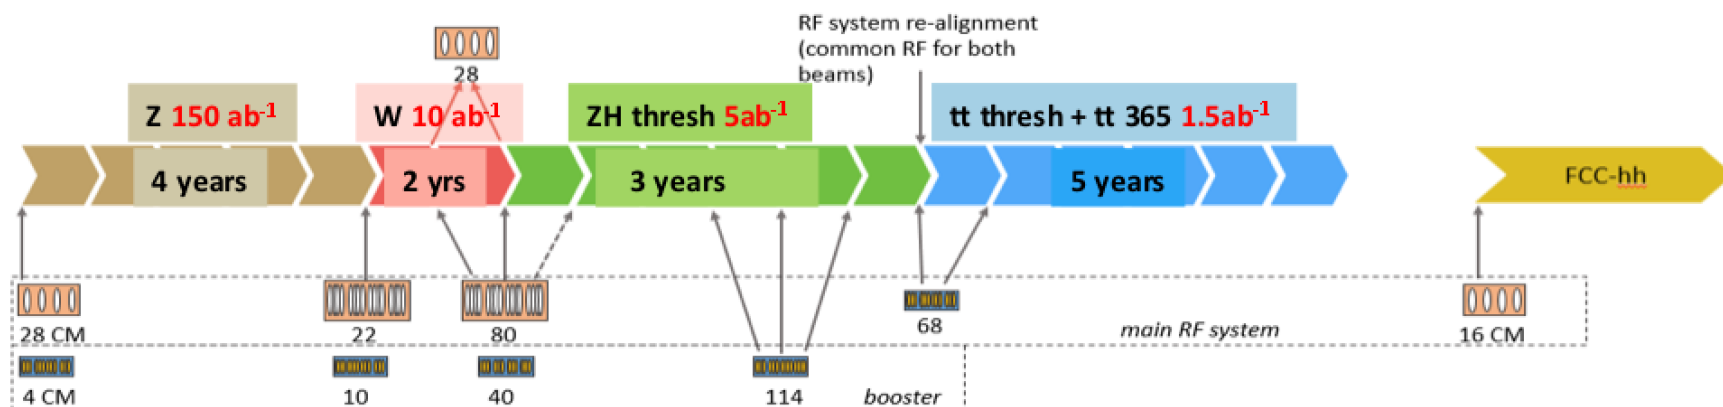 RF system re-alignment
(common RF for both
beams)
28
Z 150 ab-1
W 10 ab-1
ZH thresh 5ab-1
tt thresh + tt 365 1.5ab-1
4 years
2 yrs
3 years
5 years
FCC-hh
28 CM
22
80
68
main RF system
16 CM
4 CM
10
40
114
booster